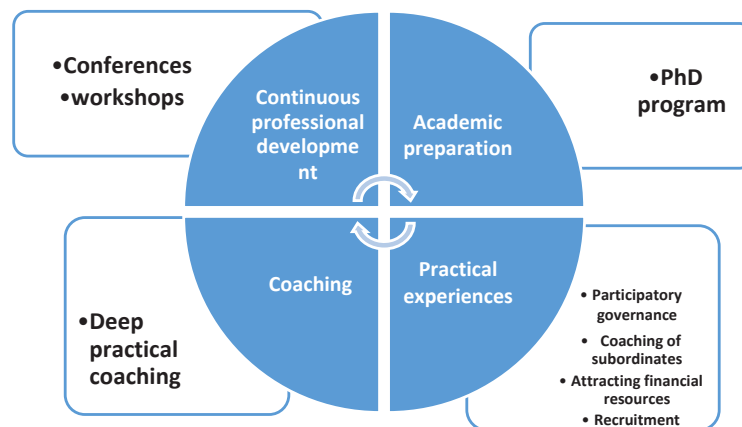 •Conferences
•workshops
Continuous
professional
developme
nt
Academic
preparation
•PhD
program
Coaching
•Deep
practical
coaching
Practical
experiences
• Participatory
governance
• Coaching of
subordinates
• Attracting financial
resources
• Recruitment